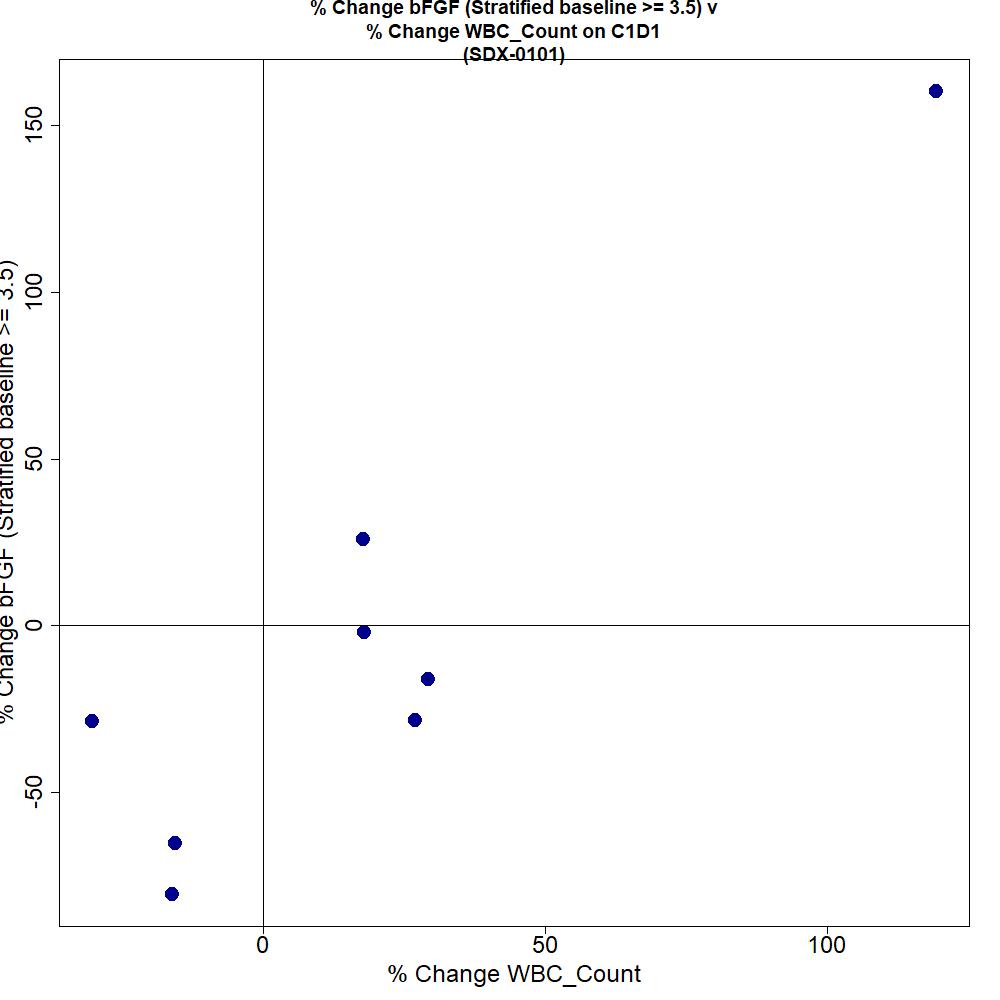 % Change bFGF (Stratified baseline >= 3.5) v
% Change WBC_Count on C1D1
(SDX-0101)
% Change bFGF (Stratified baseline >= 3.5)
150
100
50
0
-50
0
50
100
% Change WBC_Count